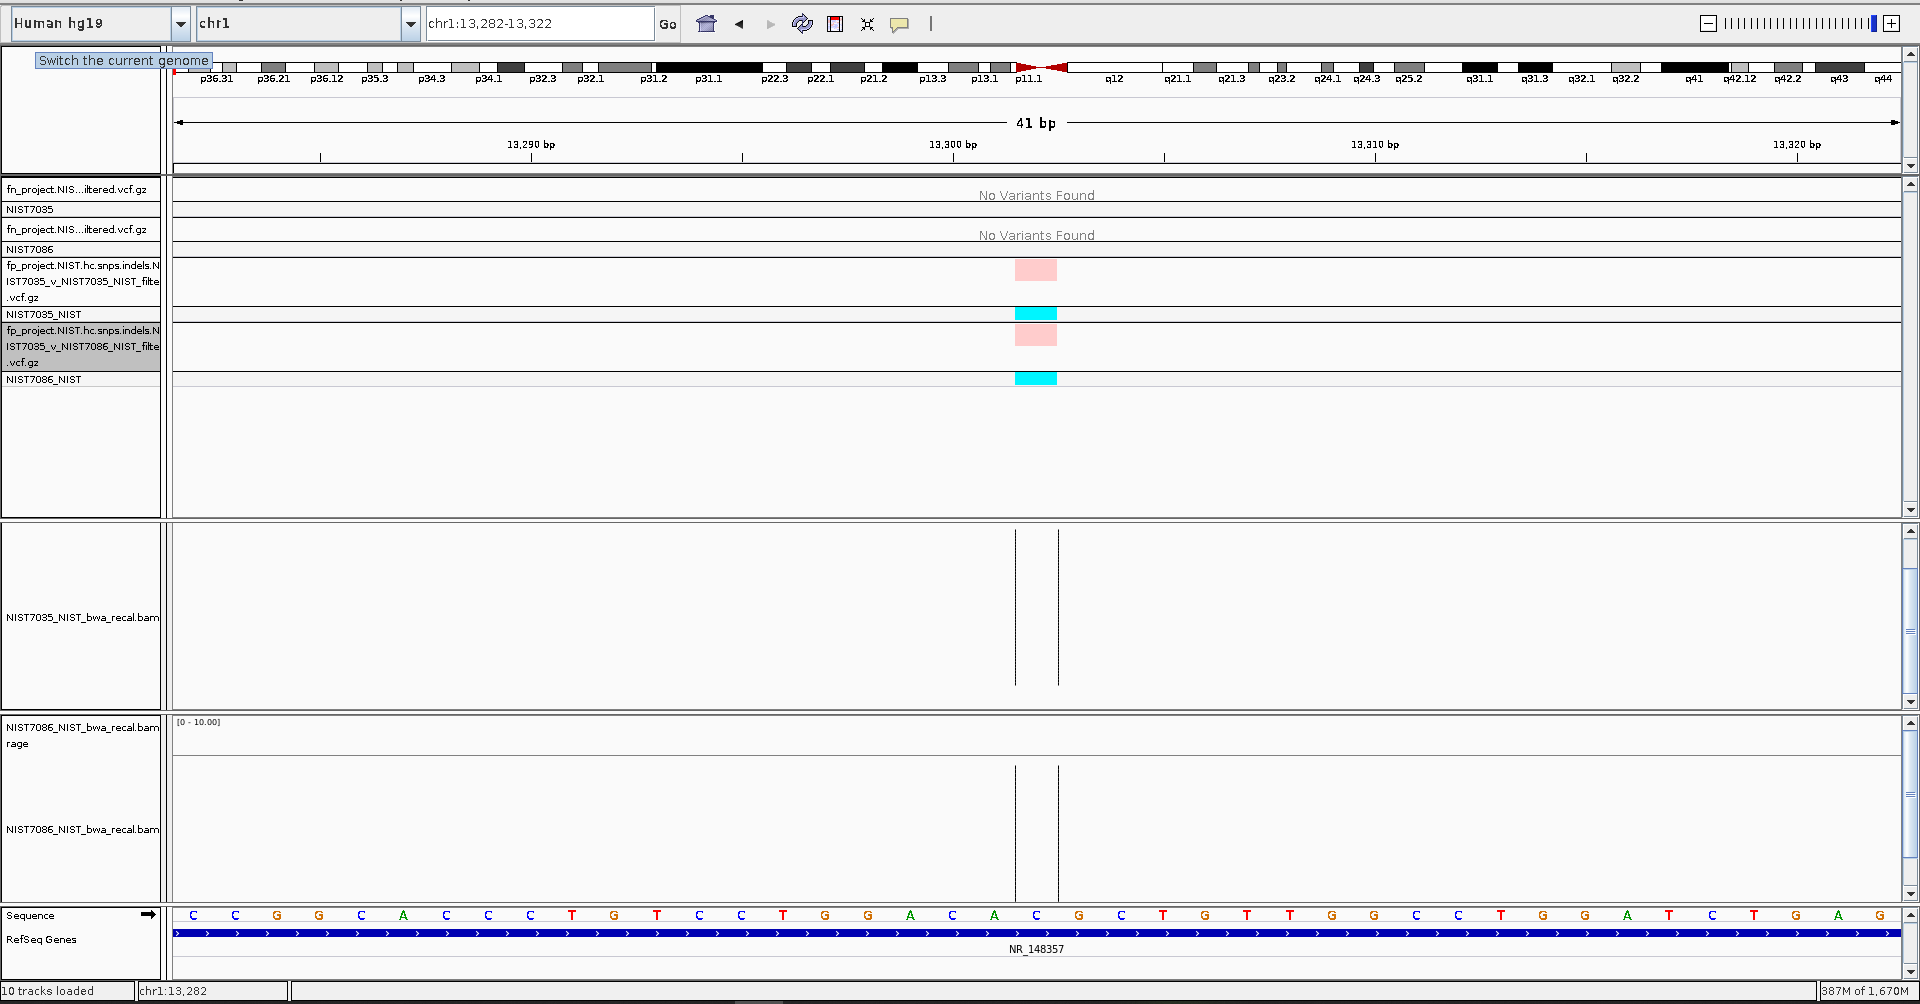 Human hg19 chr1 chr1:13,282-13,322 Go
Switch the current genome
p36.31 p36.21 p36.12 p35.3 p34.3 p34.1 p32.3 p32.1 p31.2 p31.1 p22.3 p22.1 p21.2 p13.3 p13.1 p11.1 q12 q21.1 q21.3 q23.2 q24.1 q24.3 q25.2 q31.1 q31.3 q32.1 q32.2 q41 q42.12 q42.2 q43 q44
41 bp
13,290 bp 13,300 bp 13,310 bp 13,320 bp
fn_project.NIS...iltered.vcf.gz
No Variants Found
NIST7035
fn_project.NIS...iltered.vcf.gz
No Variants Found
NIST7086
fp_project.NIST.hc.snps.indels.N
IST7035_v_NIST7035_NIST_filte
.vcf.gz
NIST7035_NIST
fp_project.NIST.hc.snps.indels.N
IST7035_v_NIST7086_NIST_filte
.vcf.gz
NIST7086_NIST
NIST7035_NIST_bwa_recal.bam
NIST7086_NIST_bwa_recal.bam
rage
[0 - 10.00]
NIST7086_NIST_bwa_recal.bam
Sequence C C G G C A C C C T G T C C T G G A C A C G C T G T T G G C C T G G A T C T G A G
RefSeq Genes
NR_148357
10 tracks loaded chr1:13,282 387M of 1,670M